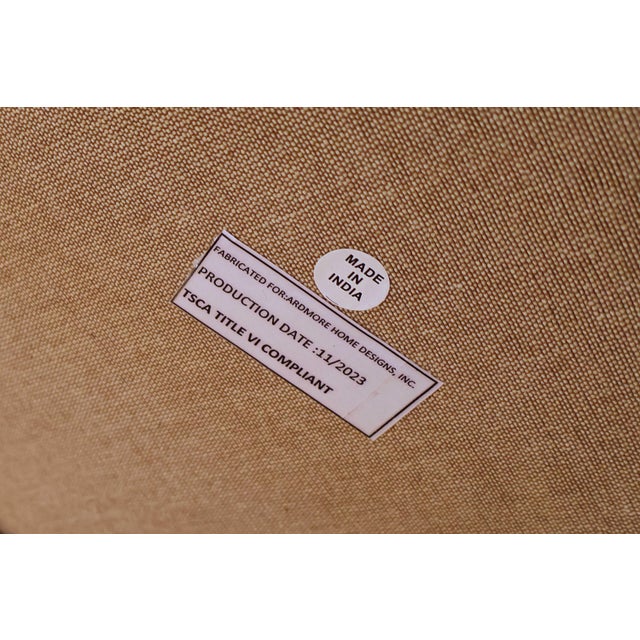 MADE
IN
INDIA
FABRICATED FOR:ARDMORE HOME DESIGNS, INC.
PRODUCTION DATE :11/2023
TSCA TITLE VI COMPLIANT